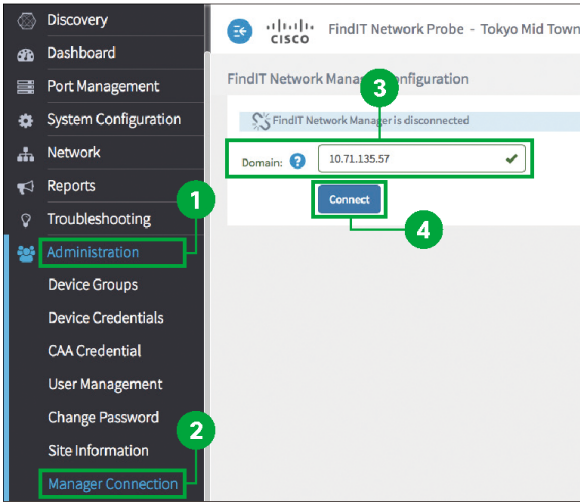 Discovery
Dashboard
Port Management
System Configuration
Network
Reports
1
Troubleshooting
Administration
Device Groups
Device Credentials
CAA Credential
User Management
Change Password
2
Site Information
Manager Connection
CISCO
FindIT Network Probe - Tokyo Mid Town
FindIT Network Manager Configuration
3
FindIT Network Manager is disconnected
Domain: ? 10.71.135.57
Connect
4